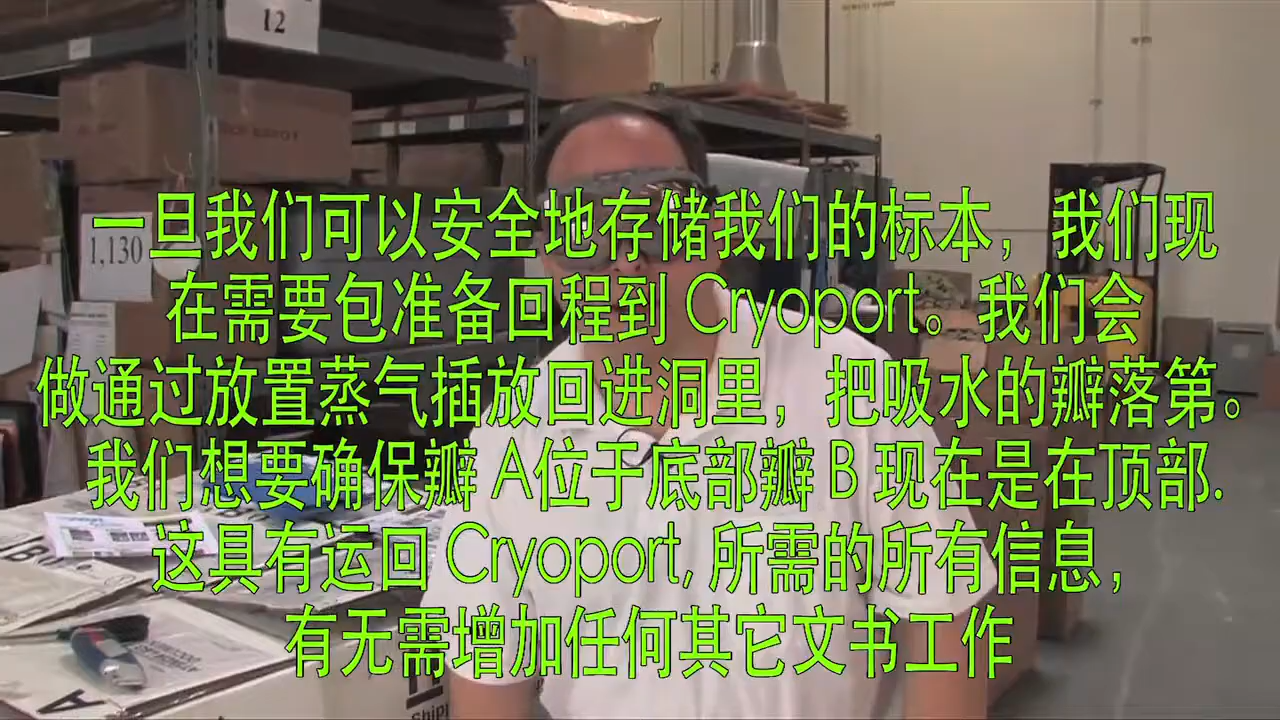 12
1,130
一旦我们可以安全地存储我们的标本，我们现
在需要包准备回程到 Cryoport。我们会
做通过放置蒸气插放回进洞里，把吸水的瓣落第。
我们想要确保瓣 A位于底部瓣 B 现在是在顶部.
这具有运回 Cryoport, 所需的所有信息，
有无需增加任何其它文书工作
B
A